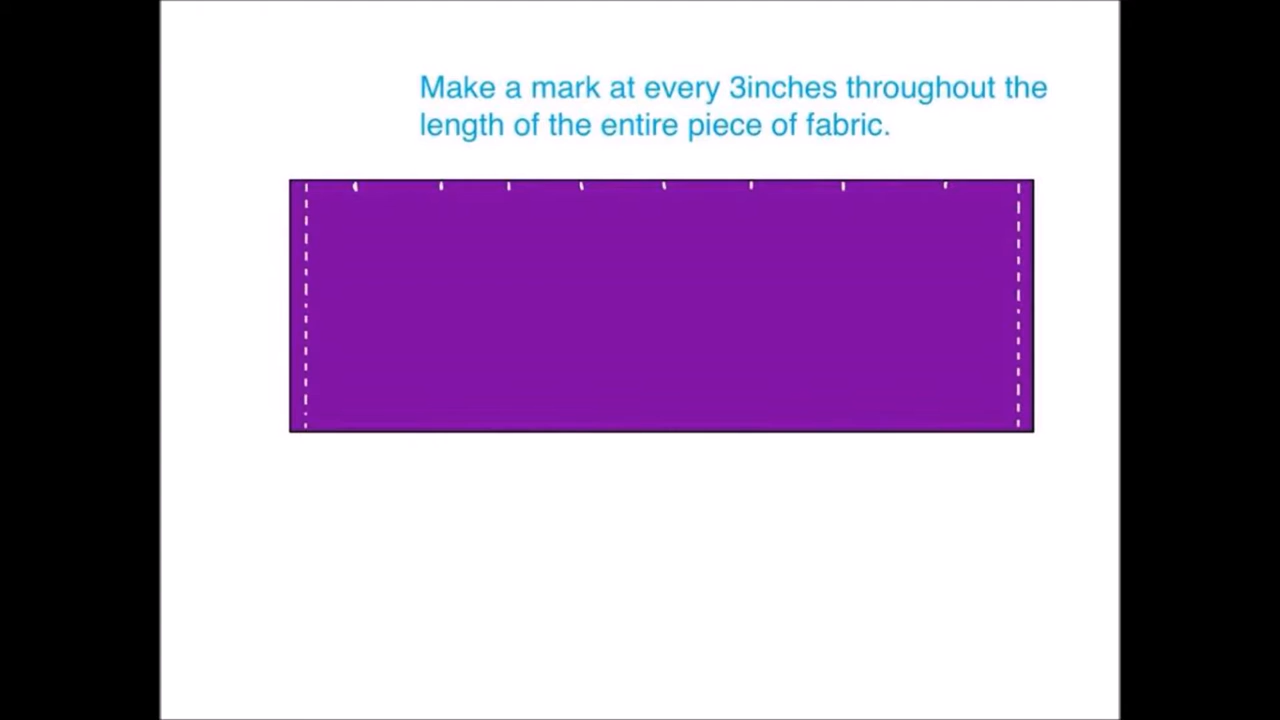 Make a mark at every 3inches throughout the
length of the entire piece of fabric.